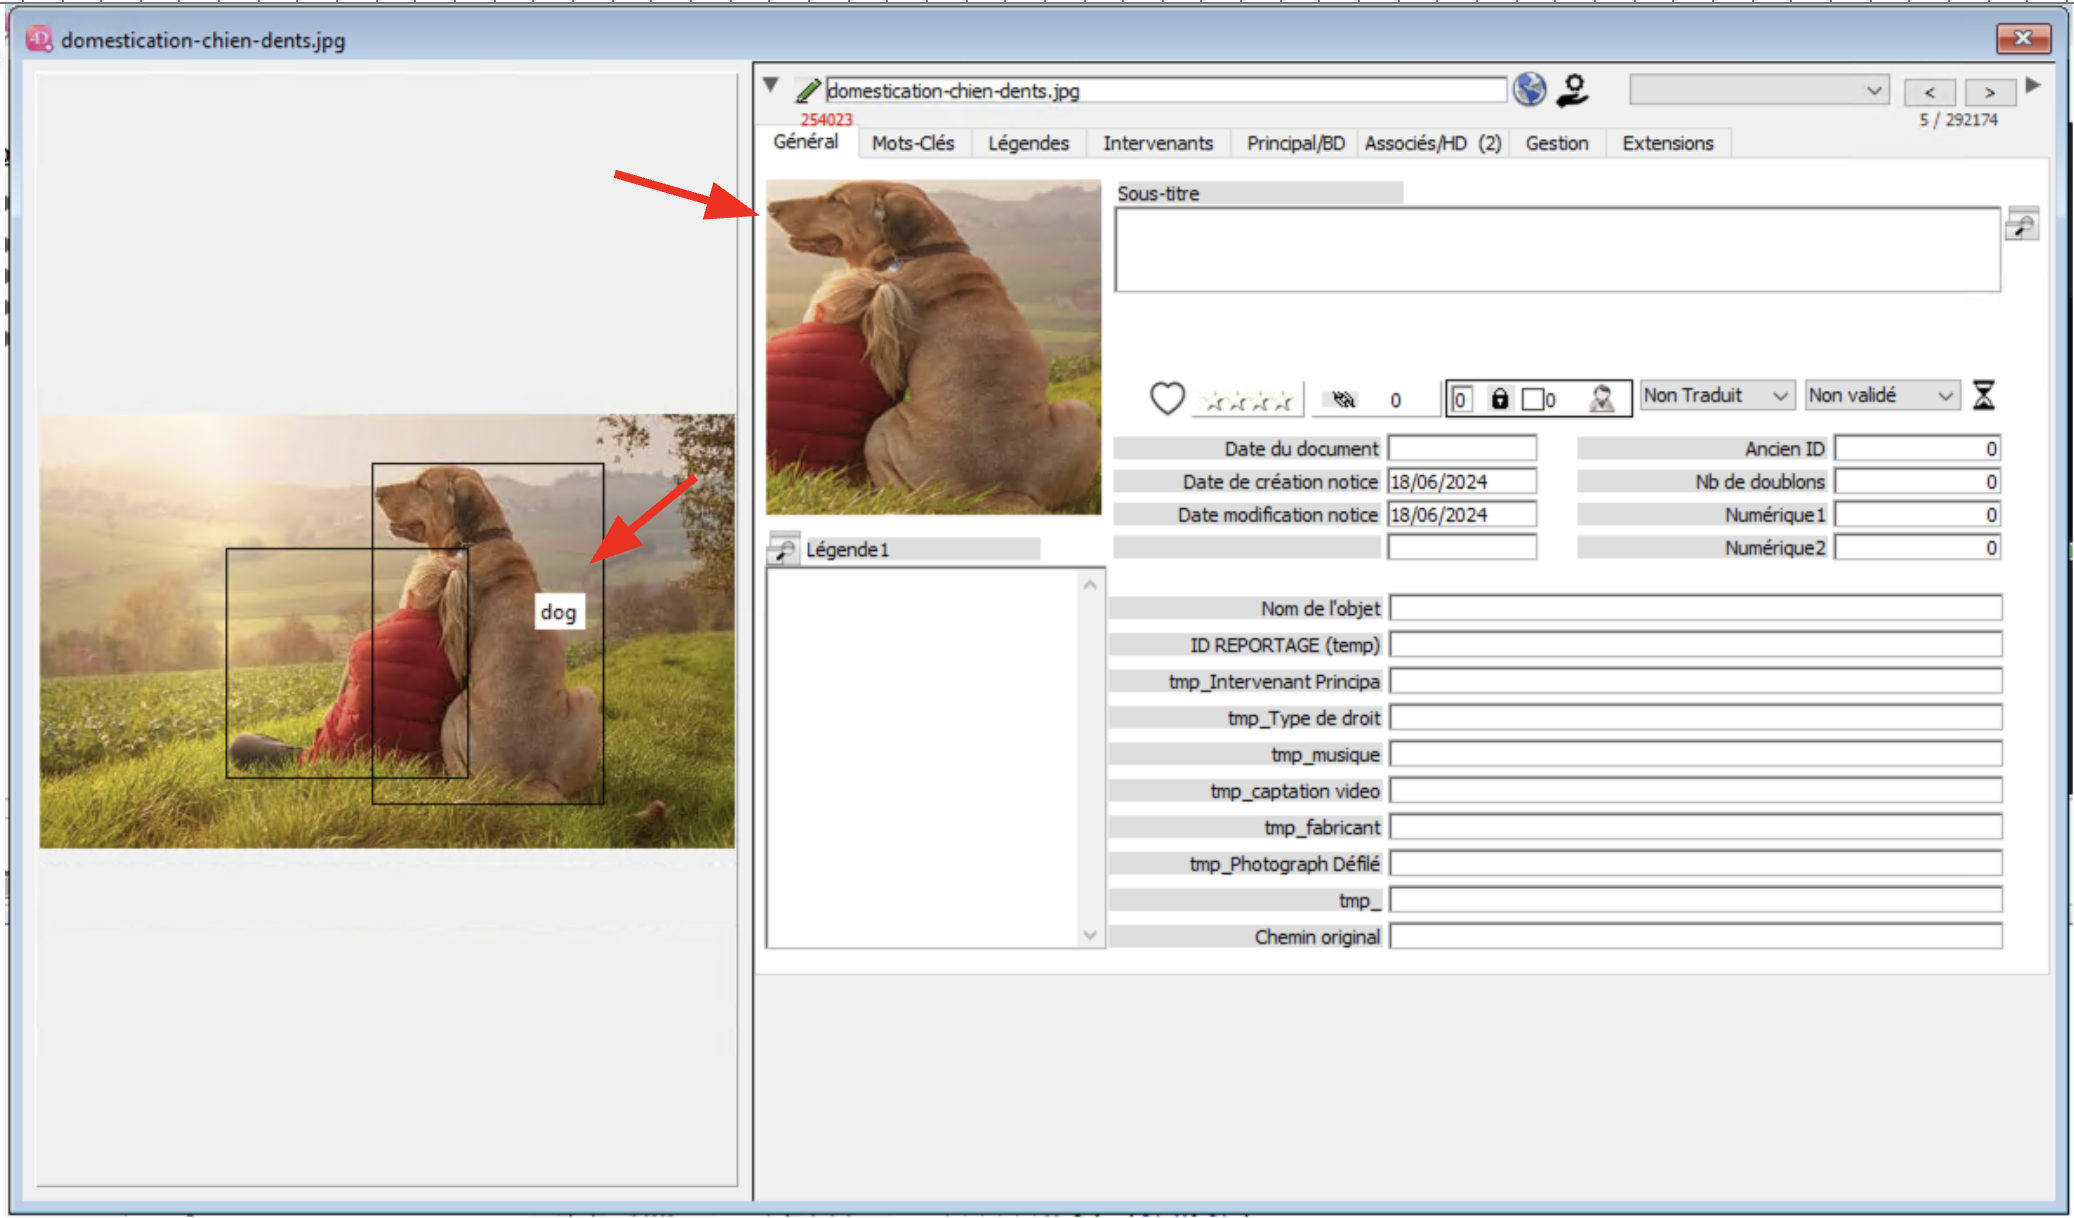 domestication-chien-dents.jpg
domestication-chien-dents.jpg
< >
254023
5 / 292174
Général Mots-Clés Légendes Intervenants Principal/BD Associés/HD (2) Gestion Extensions
Sous-titre
0 0 0 Non Traduit Non validé
Date du document
Ancien ID 0
Date de création notice 18/06/2024
Nb de doublons 0
Date modification notice 18/06/2024
Numérique1 0
Numérique2 0
Légende1
dog
Nom de l'objet
ID REPORTAGE (temp)
tmp_Intervenant Principa
tmp_Type de droit
tmp_musique
tmp_captation video
tmp_fabricant
tmp_Photograph Défilé
tmp_
Chemin original